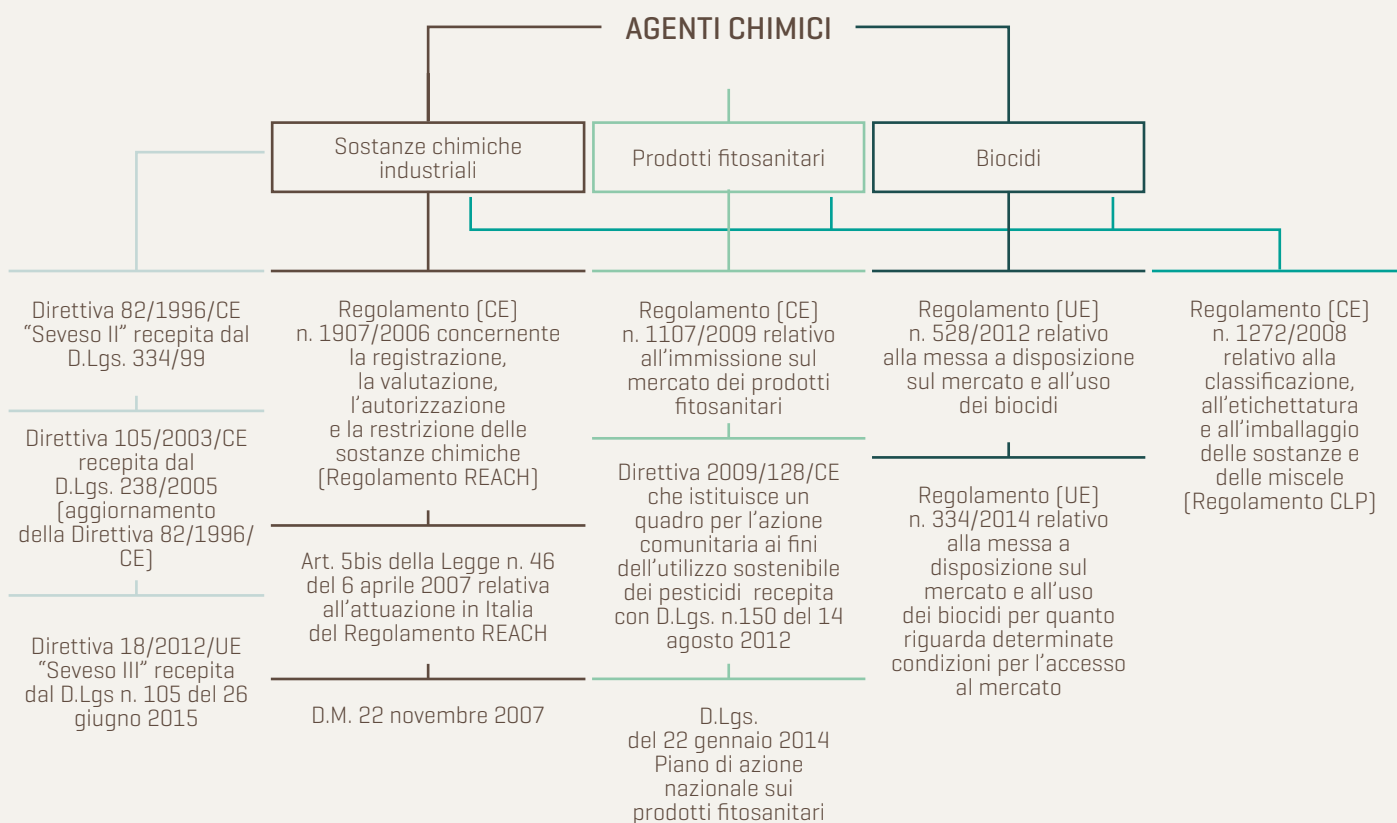 AGENTI CHIMICI
Sostanze chimiche
industriali
Prodotti fitosanitari
Biocidi
Direttiva 82/1996/CE
“Seveso II” recepita dal
D.Lgs. 334/99
Direttiva 105/2003/CE
recepita dal
D.Lgs. 238/2005
(aggiornamento
della Direttiva 82/1996/
CE)
Direttiva 18/2012/UE
“Seveso III” recepita
dal D.Lgs n. 105 del 26
giugno 2015
Regolamento (CE)
n. 1907/2006 concernente
la registrazione,
la valutazione,
l’autorizzazione
e la restrizione delle
sostanze chimiche
(Regolamento REACH)
Art. 5bis della Legge n. 46
del 6 aprile 2007 relativa
all’attuazione in Italia
del Regolamento REACH
D.M. 22 novembre 2007
Regolamento (CE)
n. 1107/2009 relativo
all’immissione sul
mercato dei prodotti
fitosanitari
Direttiva 2009/128/CE
che istituisce un
quadro per l’azione
comunitaria ai fini
dell’utilizzo sostenibile
dei pesticidi recepita
con D.Lgs. n.150 del 14
agosto 2012
D.Lgs.
del 22 gennaio 2014
Piano di azione
nazionale sui
prodotti fitosanitari
Regolamento (UE)
n. 528/2012 relativo
alla messa a disposizione
sul mercato e all’uso
dei biocidi
Regolamento (UE)
n. 334/2014 relativo
alla messa a
disposizione sul
mercato e all’uso
dei biocidi per quanto
riguarda determinate
condizioni per l’accesso
al mercato
Regolamento (CE)
n. 1272/2008
relativo alla
classificazione,
all’etichettatura
e all’imballaggio
delle sostanze e
delle miscele
(Regolamento CLP)